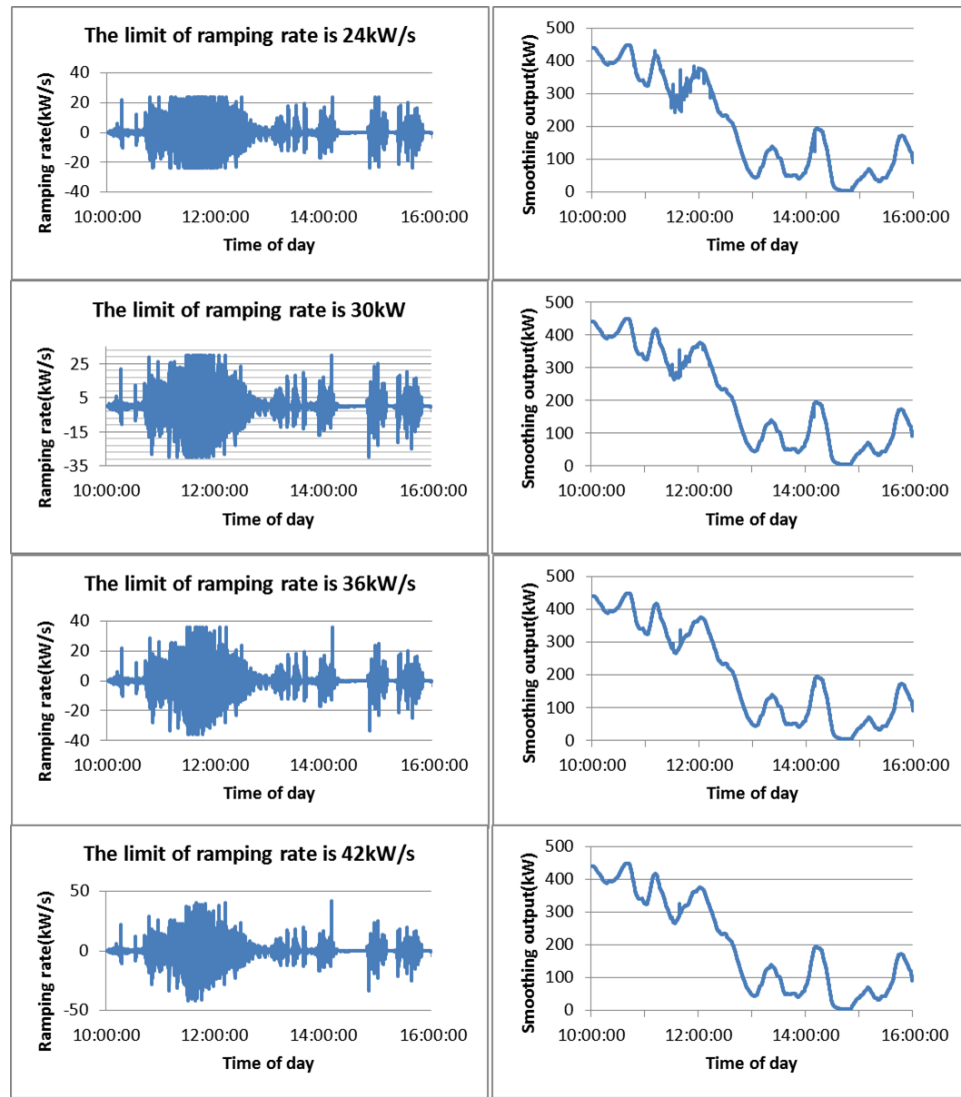 The limit of ramping rate is 24kW/s
Ramping rate(kW/s)
40
20
0
-20
-40
10:00:00 12:00:00 14:00:00 16:00:00
Time of day
Smoothing output(kW)
500
400
300
200
100
0
10:00:00 12:00:00 14:00:00 16:00:00
Time of day
The limit of ramping rate is 30kW
Ramping rate(kW/s)
25
5
-15
-35
10:00:00 12:00:00 14:00:00 16:00:00
Time of day
Smoothing output(kW)
500
400
300
200
100
0
10:00:00 12:00:00 14:00:00 16:00:00
Time of day
The limit of ramping rate is 36kW/s
Ramping rate(kW/s)
40
20
0
-20
-40
10:00:00 12:00:00 14:00:00 16:00:00
Time of day
Smoothing output(kW)
500
400
300
200
100
0
10:00:00 12:00:00 14:00:00 16:00:00
Time of day
The limit of ramping rate is 42kW/s
Ramping rate(kW/s)
50
0
-50
10:00:00 12:00:00 14:00:00 16:00:00
Time of day
Smoothing output(kW)
500
400
300
200
100
0
10:00:00 12:00:00 14:00:00 16:00:00
Time of day